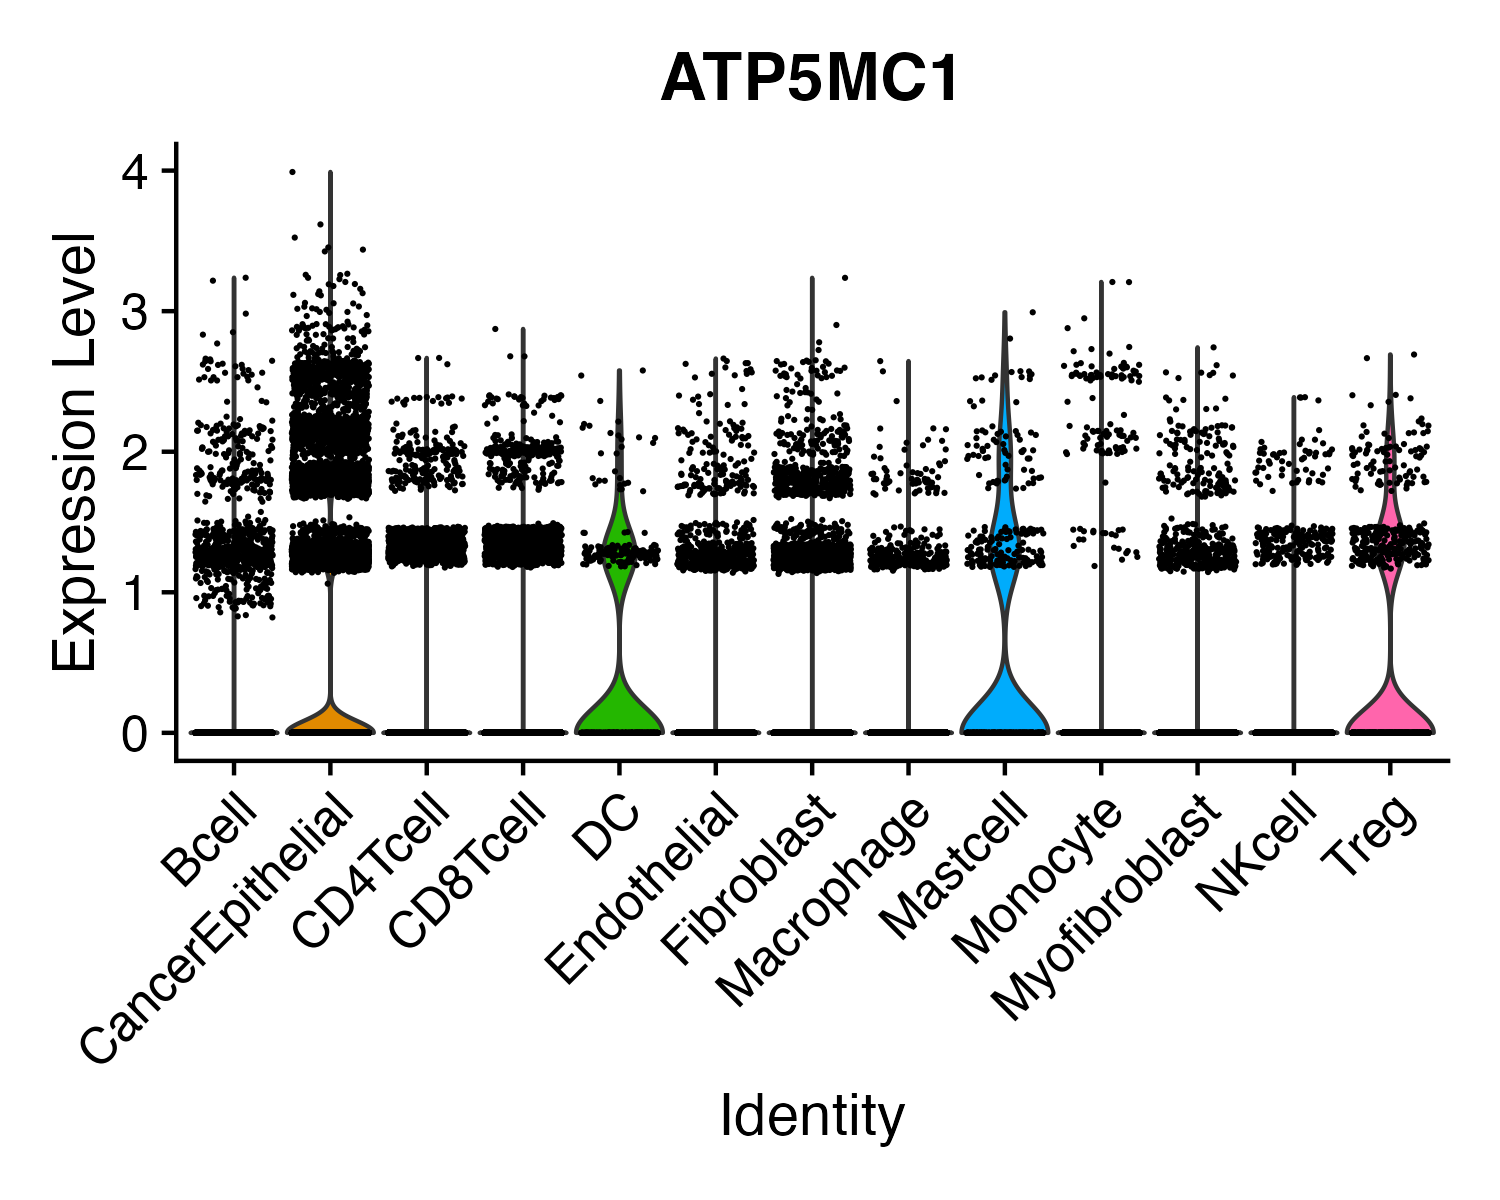 ATP5MC1
Expression Level
4
3
2
1
0
Bcell
CancerEpithelial
CD4Tcell
CD8Tcell
DC
Endothelial
Fibroblast
Macrophage
Mastcell
Monocyte
Myofibroblast
NKcell
Treg
Identity